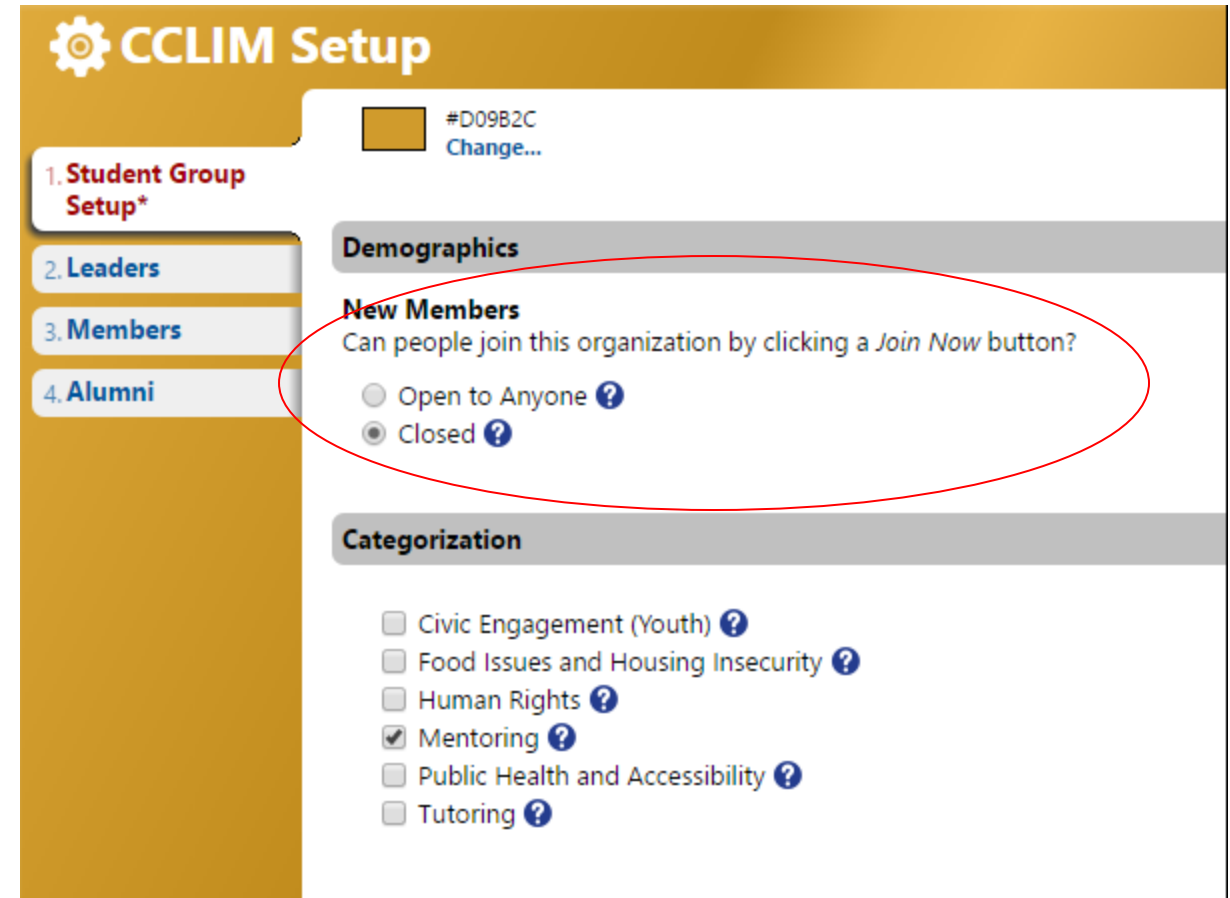 CCLIM Setup
#D09B2C
Change...
1. Student Group
Setup*
2. Leaders
3. Members
4. Alumni
Demographics
New Members
Can people join this organization by clicking a Join Now button?
Open to Anyone ?
Closed ?
Categorization
Civic Engagement (Youth) ?
Food Issues and Housing Insecurity ?
Human Rights ?
Mentoring ?
Public Health and Accessibility ?
Tutoring ?